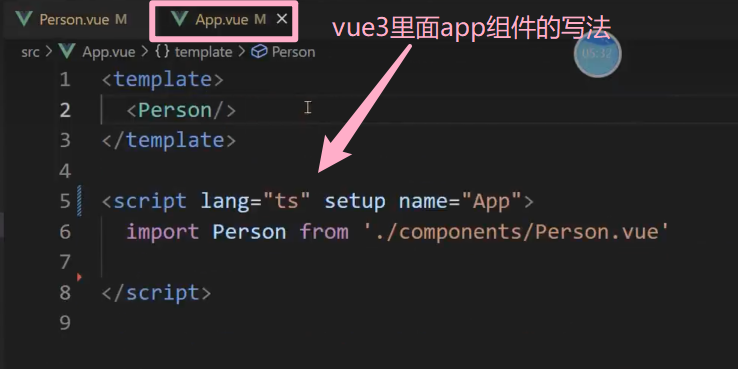 Person.vue M
App.vue M
vue3里面app组件的写法
src > App.vue > {} template > Person
05:32
1 <template>
2 <Person/>
3 </template>
4
5 <script lang="ts" setup name="App">
6 import Person from './components/Person.vue'
7
8 </script>
9